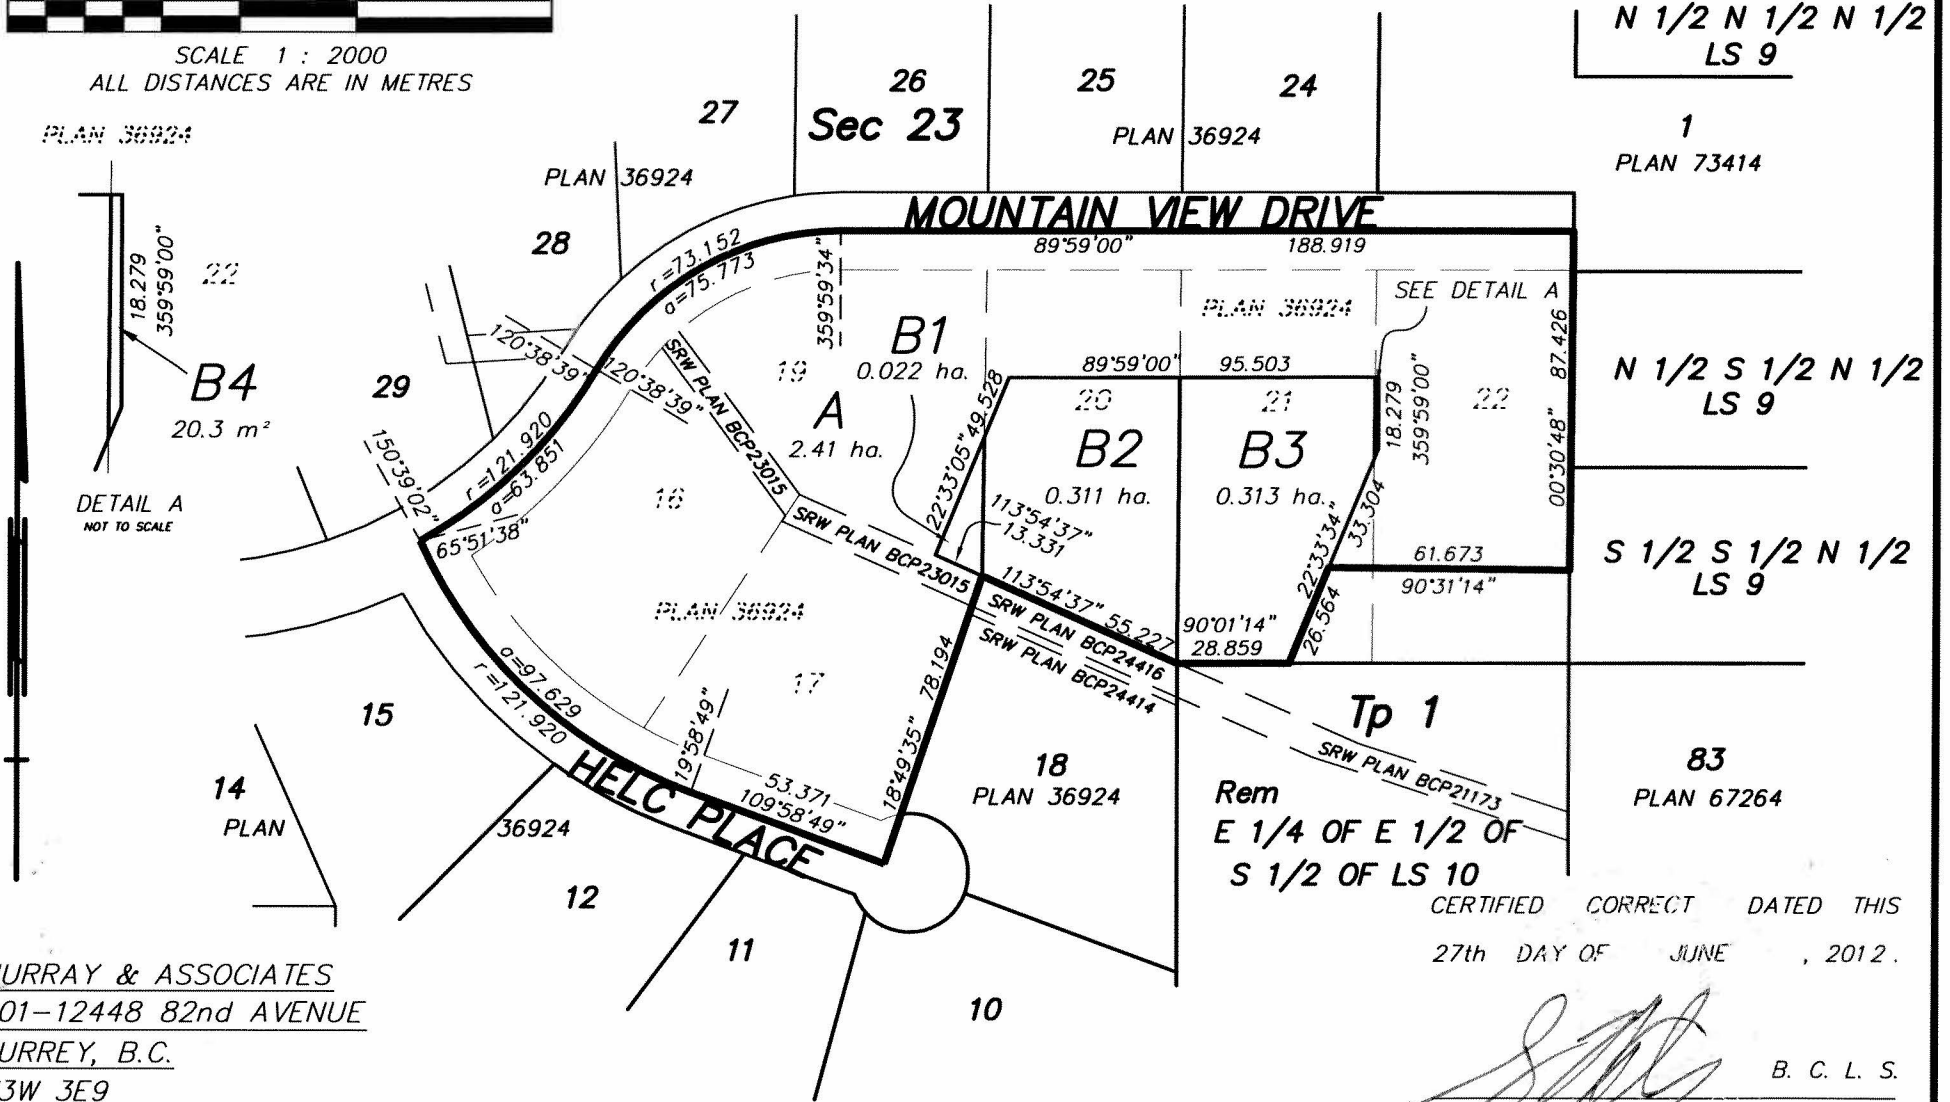 SCALE 1 : 2000
ALL DISTANCES ARE IN METRES
PLAN 36924
18.279
359°59'00"
22
B4
20.3 m²
DETAIL A
NOT TO SCALE
N 1/2 N 1/2 N 1/2
LS 9
1
PLAN 73414
27
26
25
24
Sec 23
PLAN 36924
PLAN 36924
28
29
MOUNTAIN VIEW DRIVE
89°59'00" 188.919
r=73.152
a=75.773
359°59'34"
120°38'39"
120°38'39"
SRW PLAN BCP23015
r=121.920
a=63.851
150°39'02"
65°51'38"
19
B1
0.022 ha.
A
2.41 ha.
PLAN 36924
SEE DETAIL A
89°59'00" 95.503
20
21
22
B2
0.311 ha.
B3
0.313 ha.
18.279
359°59'00"
87.426
00°30'48"
22°33'05" 49.528
113°54'37"
13.331
22°33'34" 33.304
61.673
90°31'14"
26.564
N 1/2 S 1/2 N 1/2
LS 9
S 1/2 S 1/2 N 1/2
LS 9
16
SRW PLAN BCP23015
PLAN 36924
17
113°54'37" 55.227
SRW PLAN BCP24416
SRW PLAN BCP24414
90°01'14"
28.859
a=97.629
r=121.920
19°58'49"
78.194
18°49'35"
53.371
109°58'49"
HELC PLACE
15
14
PLAN 36924
12
11
10
18
PLAN 36924
Tp 1
SRW PLAN BCP21173
Rem
E 1/4 OF E 1/2 OF
S 1/2 OF LS 10
83
PLAN 67264
CERTIFIED CORRECT DATED THIS
27th DAY OF JUNE , 2012.
B. C. L. S.
URRAY & ASSOCIATES
01-12448 82nd AVENUE
URREY, B.C.
3W 3E9